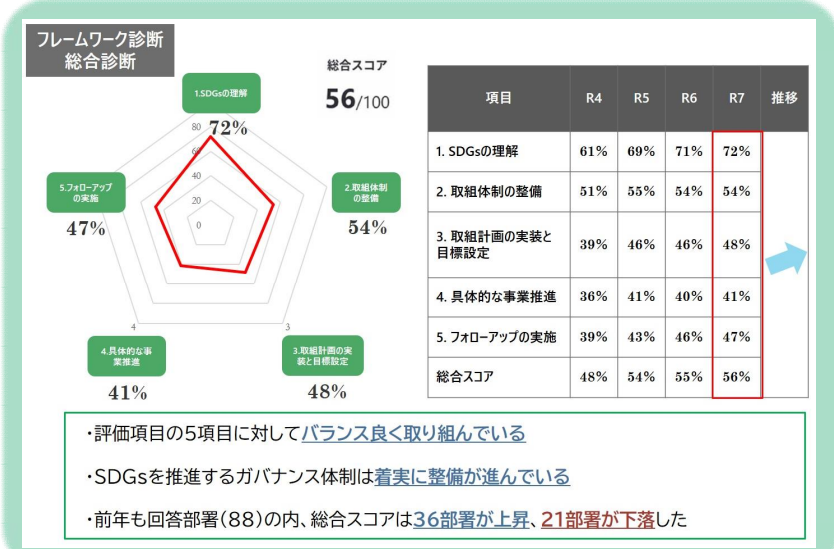 フレームワーク診断
総合診断
総合スコア
56/100
1.SDGsの理解
72%
80
60
40
20
0
5.フォローアップ
の実施
47%
2.取組体制
の整備
54%
4
3
4.具体的な事
業推進
41%
3.取組計画の実
装と目標設定
48%
項目 R4 R5 R6 R7 推移
1. SDGsの理解 61% 69% 71% 72%
2. 取組体制の整備 51% 55% 54% 54%
3. 取組計画の実装と
目標設定 39% 46% 46% 48%
4. 具体的な事業推進 36% 41% 40% 41%
5. フォローアップの実施 39% 43% 46% 47%
総合スコア 48% 54% 55% 56%
・評価項目の5項目に対してバランス良く取り組んでいる
・SDGsを推進するガバナンス体制は着実に整備が進んでいる
・前年も回答部署(88)の内、総合スコアは36部署が上昇、21部署が下落した